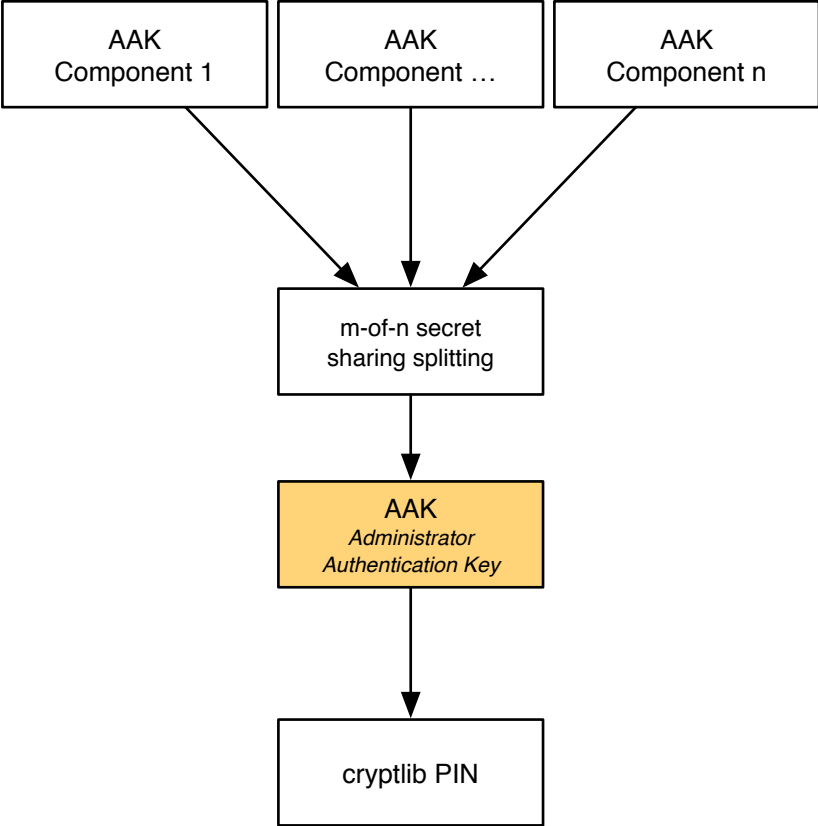 AAK
Component 1
AAK
Component …
AAK
Component n
m-of-n secret
sharing splitting
AAK
Administrator
Authentication Key
cryptlib PIN